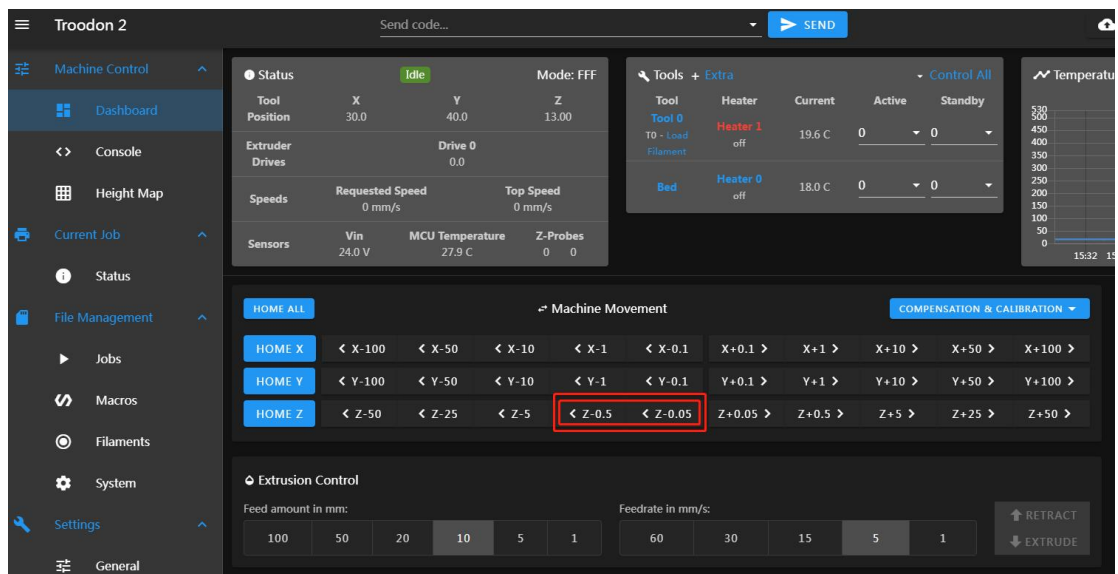 Troodon 2
Send code...
SEND
Machine Control
Dashboard
Console
Height Map
Current Job
Status
File Management
Jobs
Macros
Filaments
System
Settings
General
Status Idle Mode: FFF
Tool Position X 30.0 Y 40.0 Z 13.00
Extruder Drives Drive 0 0.0
Speeds Requested Speed 0 mm/s Top Speed 0 mm/s
Sensors Vin 24.0 V MCU Temperature 27.9 C Z-Probes 0 0
Tools + Extra Control All
Tool Heater Current Active Standby
Tool 0 T0 - Load Filament Heater 1 off 19.6 C 0 0
Bed Heater 0 off 18.0 C 0 0
Temperatu
530
500
450
400
350
300
250
200
150
100
50
0
15:32 15
HOME ALL Machine Movement COMPENSATION & CALIBRATION
HOME X < X-100 < X-50 < X-10 < X-1 < X-0.1 X+0.1 > X+1 > X+10 > X+50 > X+100 >
HOME Y < Y-100 < Y-50 < Y-10 < Y-1 < Y-0.1 Y+0.1 > Y+1 > Y+10 > Y+50 > Y+100 >
HOME Z < Z-50 < Z-25 < Z-5 < Z-0.5 < Z-0.05 Z+0.05 > Z+0.5 > Z+5 > Z+25 > Z+50 >
Extrusion Control
Feed amount in mm: Feedrate in mm/s:
100 50 20 10 5 1 60 30 15 5 1
RETRACT
EXTRUDE